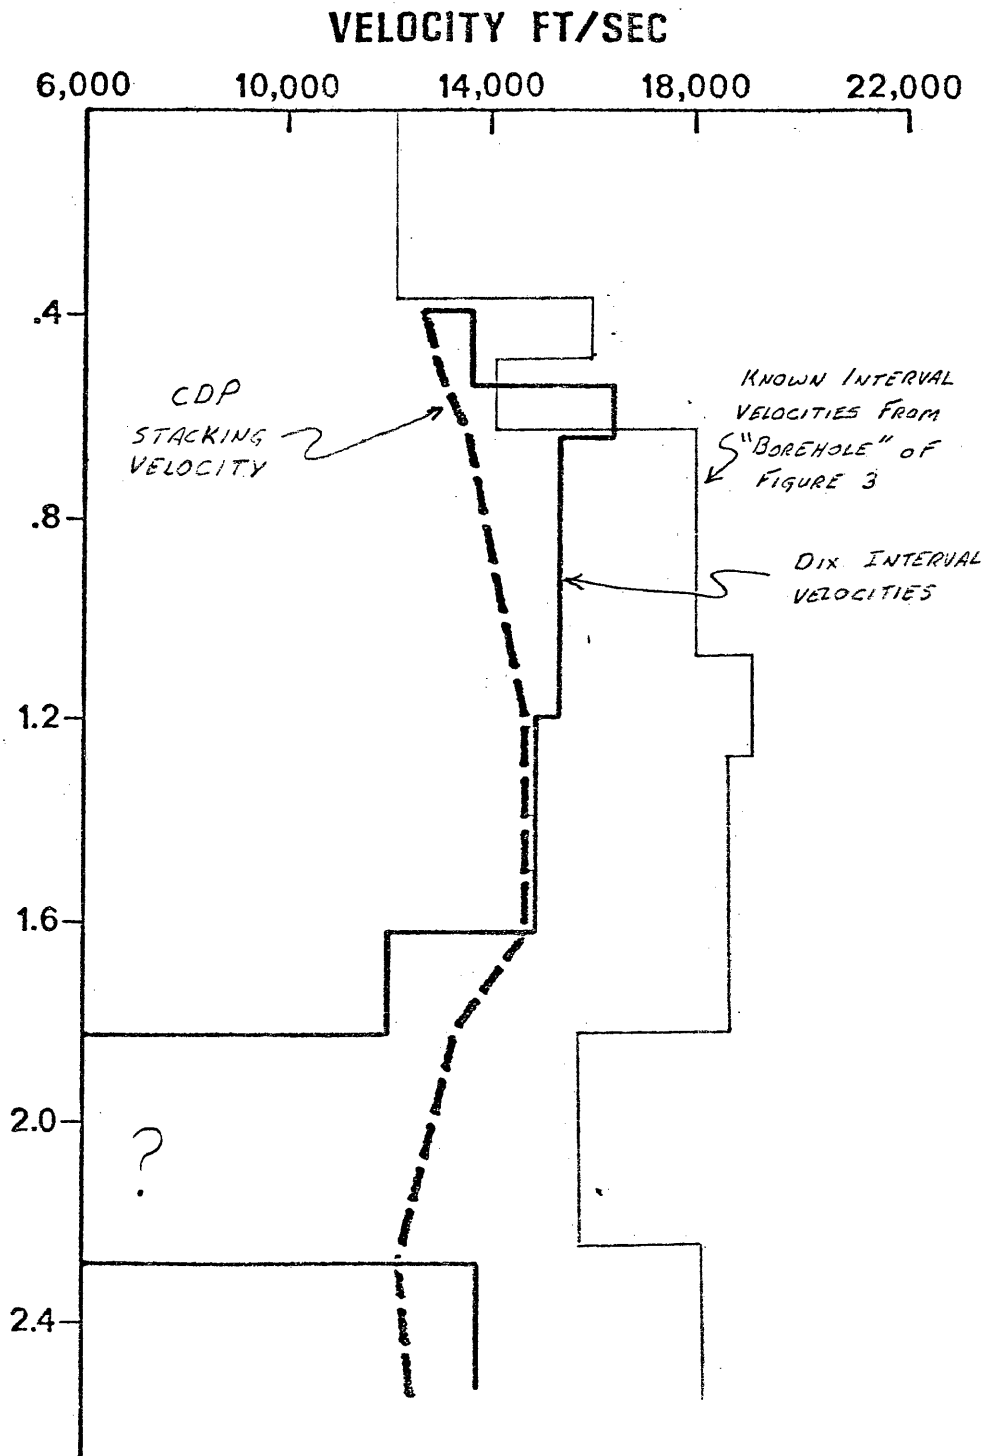 VELOCITY FT/SEC
6,000 10,000 14,000 18,000 22,000
.4
CDP
STACKING
VELOCITY
KNOWN INTERVAL
VELOCITIES FROM
"BOREHOLE" OF
FIGURE 3
.8
DIX INTERVAL
VELOCITIES
1.2
1.6
2.0
?
2.4